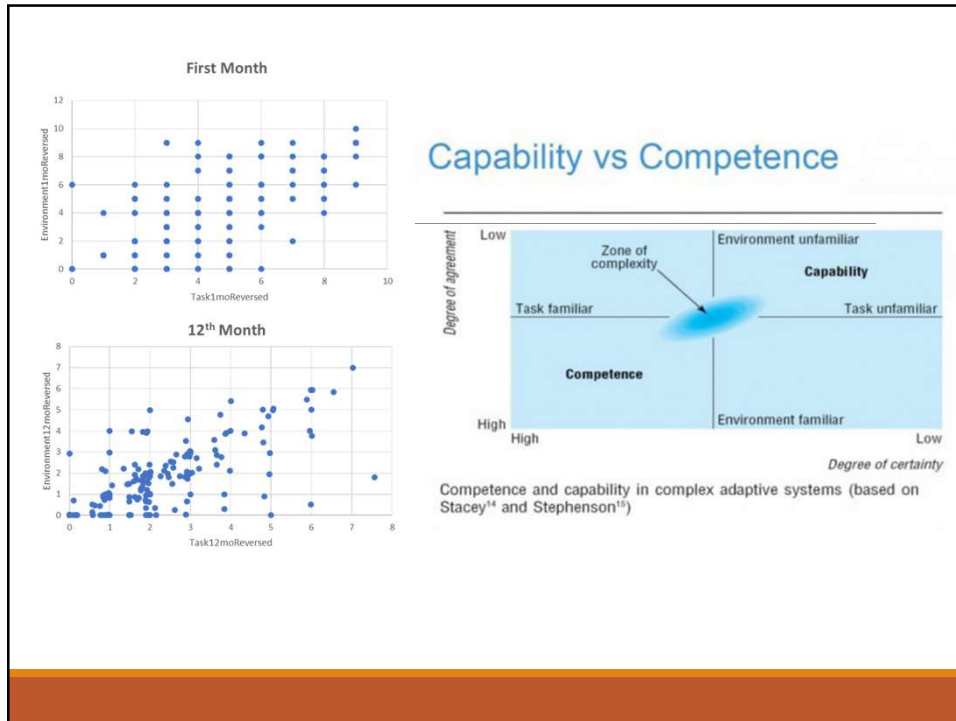 First Month
12
10
8
6
4
2
0
0 2 4 6 8 10
Environment1moReversed
Task1moReversed
12th Month
8
7
6
5
4
3
2
1
0
0 1 2 3 4 5 6 7 8
Environment12moReversed
Task12moReversed
Capability vs Competence
Degree of agreement
Low
Zone of
complexity
Environment unfamiliar
Capability
Task familiar
Task unfamiliar
Competence
Environment familiar
High
High
Low
Degree of certainty
Competence and capability in complex adaptive systems (based on
Stacey¹⁴ and Stephenson¹⁵)